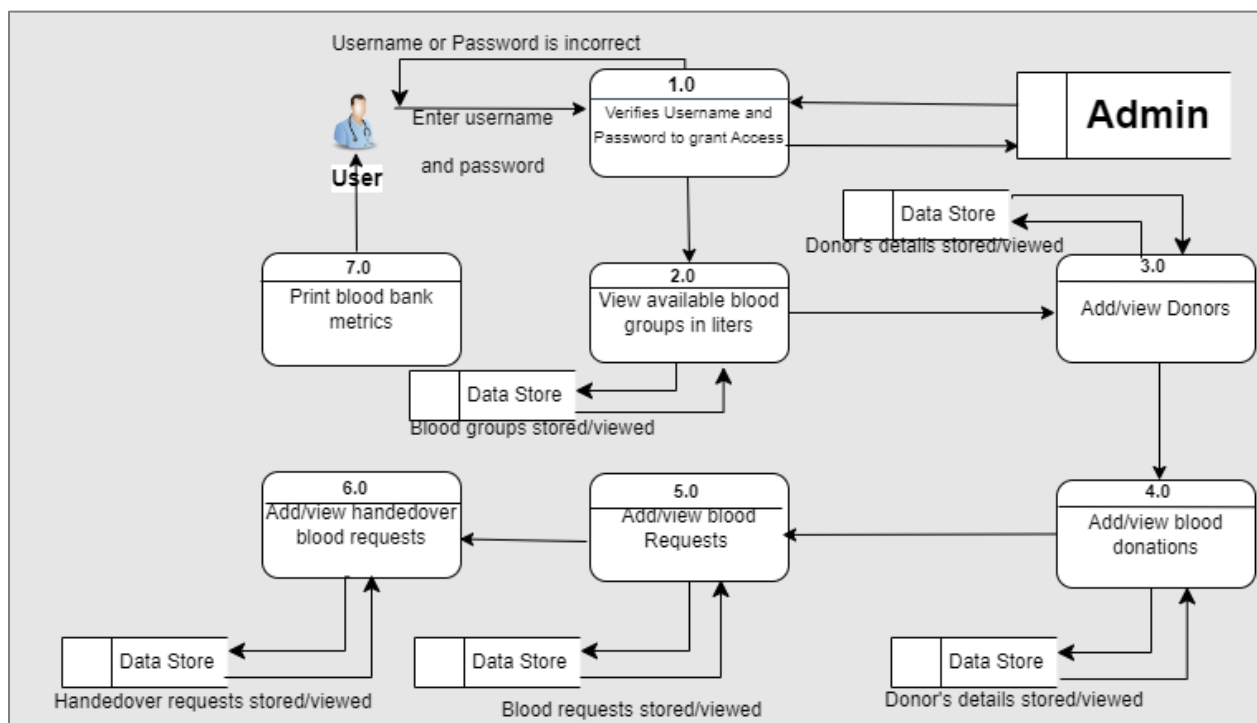 Username or Password is incorrect
1.0
Verifies Username and
Password to grant Access
Admin
Enter username
and password
User
Data Store
Donor's details stored/viewed
7.0
Print blood bank
metrics
2.0
View available blood
groups in liters
3.0
Add/view Donors
Data Store
Blood groups stored/viewed
6.0
Add/view handedover
blood requests
5.0
Add/view blood
Requests
4.0
Add/view blood
donations
Data Store
Handedover requests stored/viewed
Data Store
Blood requests stored/viewed
Data Store
Donor's details stored/viewed